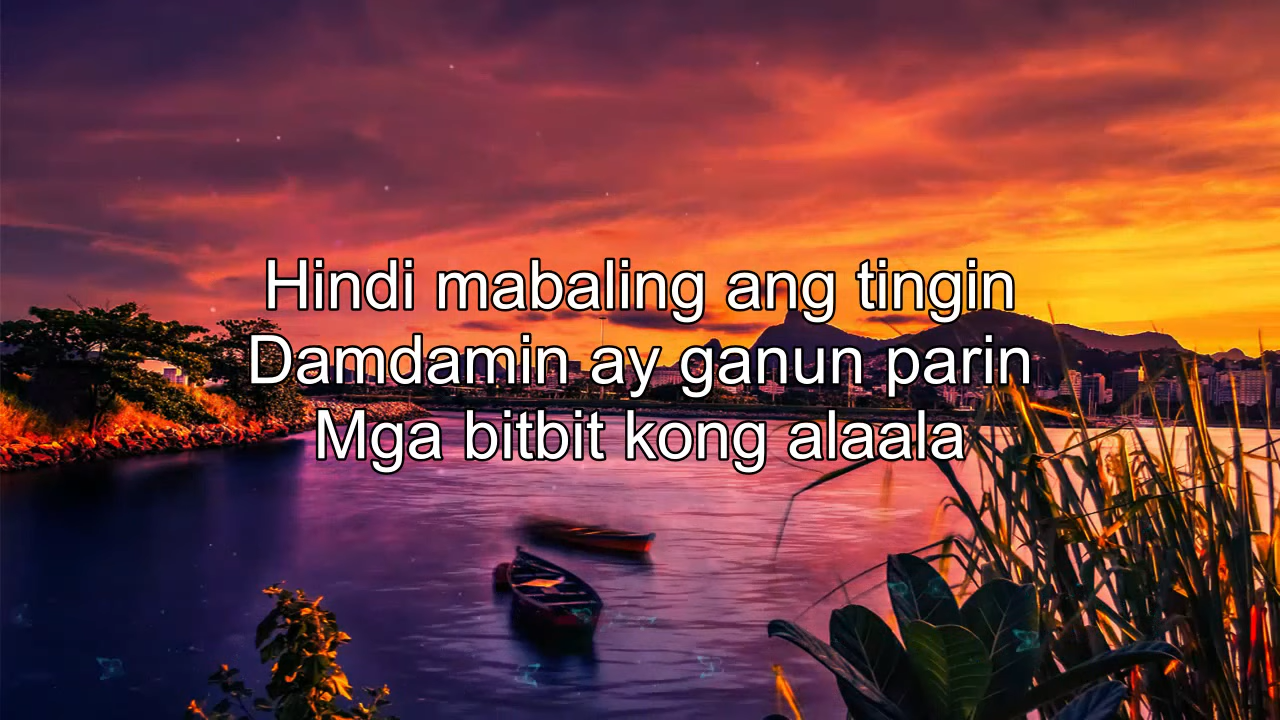 Hindi mabaling ang tingin
Damdamin ay ganun parin
Mga bitbit kong alaala